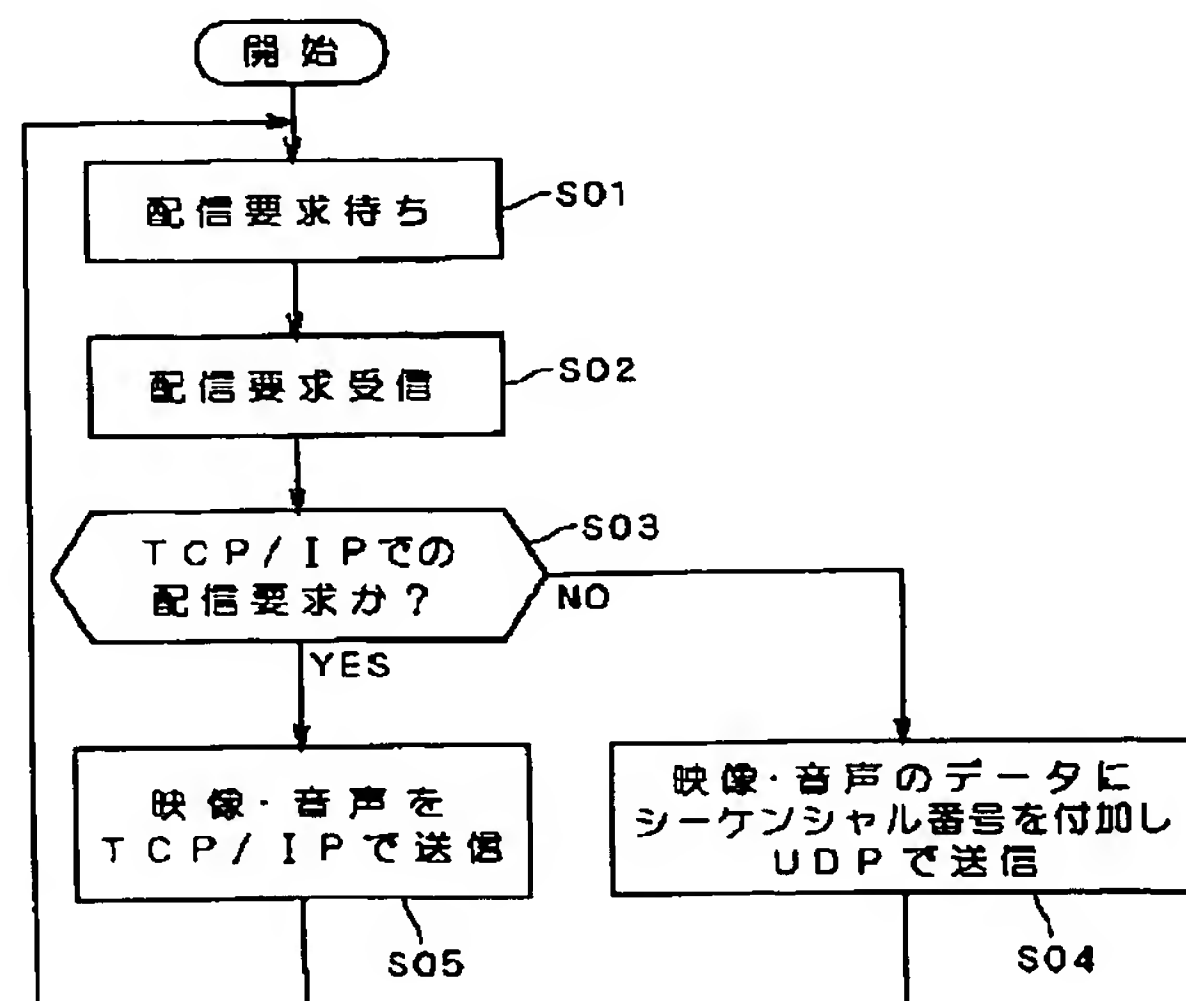 開始
配信要求待ち
S01
配信要求受信
S02
TCP/IPでの
配信要求か？
S03
NO
YES
映像・音声を
TCP/IPで送信
S05
映像・音声のデータに
シーケンシャル番号を付加し
UDPで送信
S04